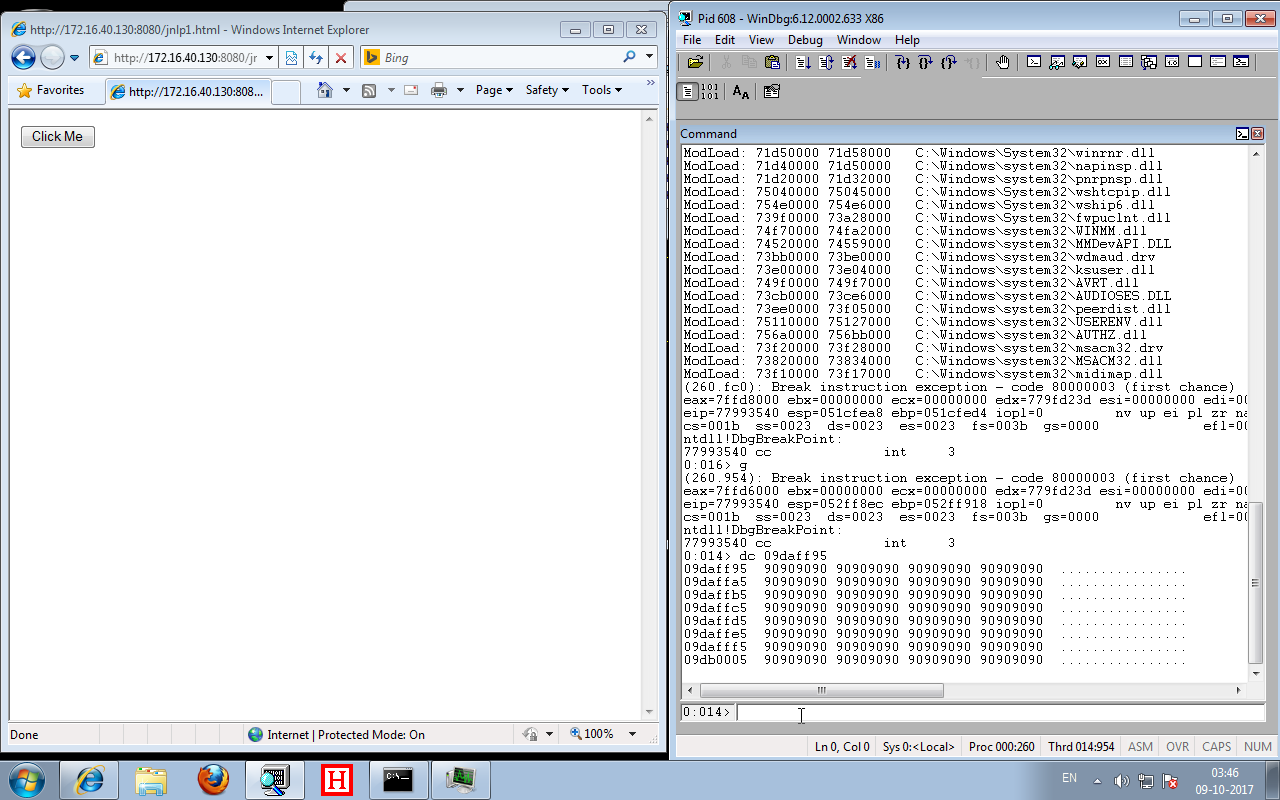 http://172.16.40.130:8080/jnlp1.html - Windows Internet Explorer
http://172.16.40.130:8080/jr
Bing
Favorites
http://172.16.40.130:808...
Page
Safety
Tools
»
Click Me
Done
Internet | Protected Mode: On
100%
Pid 608 - WinDbg:6.12.0002.633 X86
File Edit View Debug Window Help
Command
ModLoad: 71d50000 71d58000   C:\Windows\System32\winrnr.dll
ModLoad: 71d40000 71d50000   C:\Windows\system32\napinsp.dll
ModLoad: 71d20000 71d32000   C:\Windows\system32\pnrpnsp.dll
ModLoad: 75040000 75045000   C:\Windows\System32\wshtcpip.dll
ModLoad: 754e0000 754e6000   C:\Windows\System32\wship6.dll
ModLoad: 739f0000 73a28000   C:\Windows\System32\fwpuclnt.dll
ModLoad: 74f70000 74fa2000   C:\Windows\system32\WINMM.dll
ModLoad: 74520000 74559000   C:\Windows\System32\MMDevAPI.DLL
ModLoad: 73bb0000 73be0000   C:\Windows\system32\wdmaud.drv
ModLoad: 73e00000 73e04000   C:\Windows\system32\ksuser.dll
ModLoad: 749f0000 749f7000   C:\Windows\system32\AVRT.dll
ModLoad: 73cb0000 73ce6000   C:\Windows\system32\AUDIOSES.DLL
ModLoad: 73ee0000 73f05000   C:\Windows\System32\peerdist.dll
ModLoad: 75110000 75127000   C:\Windows\System32\USERENV.dll
ModLoad: 756a0000 756bb000   C:\Windows\System32\AUTHZ.dll
ModLoad: 73f20000 73f28000   C:\Windows\system32\msacm32.drv
ModLoad: 73820000 73834000   C:\Windows\system32\MSACM32.dll
ModLoad: 73f10000 73f17000   C:\Windows\system32\midimap.dll
(260.fc0): Break instruction exception - code 80000003 (first chance)
eax=7ffd8000 ebx=00000000 ecx=00000000 edx=779fd23d esi=00000000 edi=00
eip=77993540 esp=051cfea8 ebp=051cfed4 iopl=0         nv up ei pl zr na
cs=001b  ss=0023  ds=0023  es=0023  fs=003b  gs=0000             efl=00
ntdll!DbgBreakPoint:
77993540 cc              int     3
0:016> g
(260.954): Break instruction exception - code 80000003 (first chance)
eax=7ffd6000 ebx=00000000 ecx=00000000 edx=779fd23d esi=00000000 edi=00
eip=77993540 esp=052ff8ec ebp=052ff918 iopl=0         nv up ei pl zr na
cs=001b  ss=0023  ds=0023  es=0023  fs=003b  gs=0000             efl=00
ntdll!DbgBreakPoint:
77993540 cc              int     3
0:014> dc 09daff95
09daff95  90909090 90909090 90909090 90909090  ................
09daffa5  90909090 90909090 90909090 90909090  ................
09daffb5  90909090 90909090 90909090 90909090  ................
09daffc5  90909090 90909090 90909090 90909090  ................
09daffd5  90909090 90909090 90909090 90909090  ................
09daffe5  90909090 90909090 90909090 90909090  ................
09dafff5  90909090 90909090 90909090 90909090  ................
09db0005  90909090 90909090 90909090 90909090  ................
0:014>
Ln 0, Col 0 Sys 0:<Local> Proc 000:260 Thrd 014:954 ASM OVR CAPS NUM
H
EN
03:46
09-10-2017